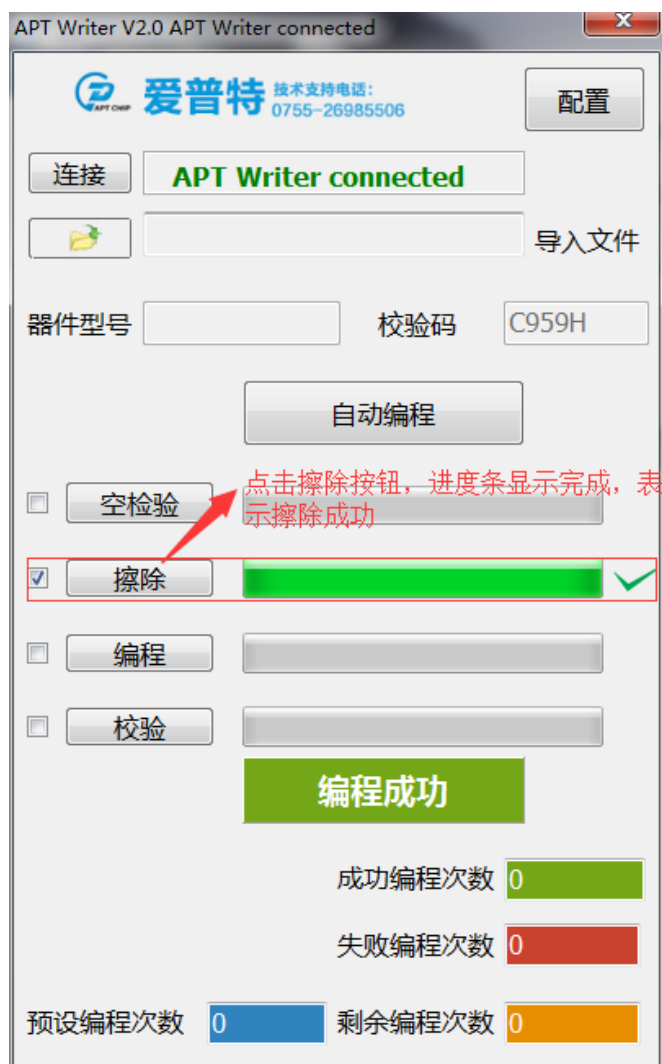 APT Writer V2.0 APT Writer connected
APT CHIP
爱普特
技术支持电话:
0755-26985506
配置
连接
APT Writer connected
导入文件
器件型号
校验码
C959H
自动编程
空检验
点击擦除按钮，进度条显示完成，表
示擦除成功
擦除
编程
校验
编程成功
成功编程次数 0
失败编程次数 0
预设编程次数 0 剩余编程次数 0